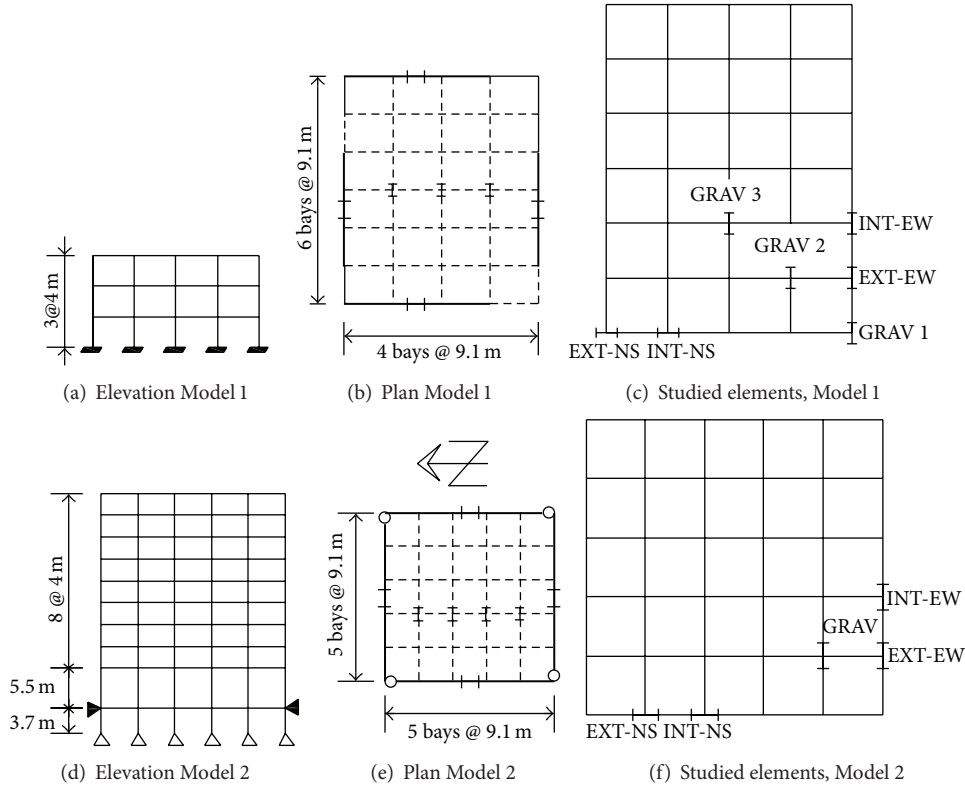 3@4 m
(a) Elevation Model 1
6 bays @ 9.1 m
4 bays @ 9.1 m
(b) Plan Model 1
GRAV 3
INT-EW
GRAV 2
EXT-EW
GRAV 1
EXT-NS INT-NS
(c) Studied elements, Model 1
8 @ 4 m
5.5 m
3.7 m
(d) Elevation Model 2
N
5 bays @ 9.1 m
5 bays @ 9.1 m
(e) Plan Model 2
INT-EW
GRAV
EXT-EW
EXT-NS INT-NS
(f) Studied elements, Model 2